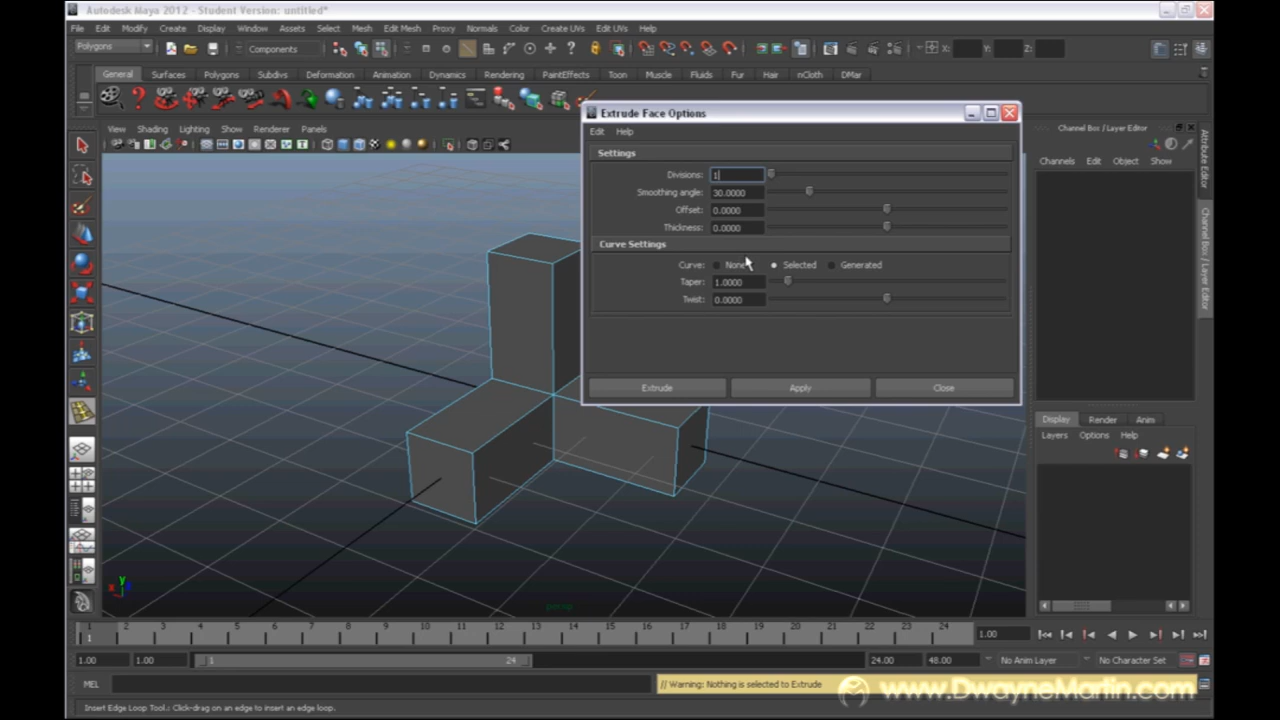 Autodesk Maya 2012 - Student Version: untitled*
File Edit Modify Create Display Window Assets Select Mesh Edit Mesh Proxy Normals Color Create UVs Edit UVs Help
Polygons Components X: Y: Z:
General Surfaces Polygons Subdivs Deformation Animation Dynamics Rendering PaintEffects Toon Muscle Fluids Fur Hair nCloth DMar
View Shading Lighting Show Renderer Panels
Extrude Face Options
Edit Help
Settings
Divisions: 1
Smoothing angle: 30.0000
Offset: 0.0000
Thickness: 0.0000
Curve Settings
Curve: None Selected Generated
Taper: 1.0000
Twist: 0.0000
Extrude Apply Close
Channel Box / Layer Editor
Channels Edit Object Show
Attribute Editor
Channel Box / Layer Editor
Display Render Anim
Layers Options Help
y
x
persp
1 2 3 4 5 6 7 8 9 10 11 12 13 14 15 16 17 18 19 20 21 22 23 24 1.00
1
1.00 1.00 1 24 24.00 48.00 No Anim Layer No Character Set
MEL // Warning: Nothing is selected to Extrude
www.DwayneMartin.com
Insert Edge Loop Tool: Click-drag on an edge to insert an edge loop.